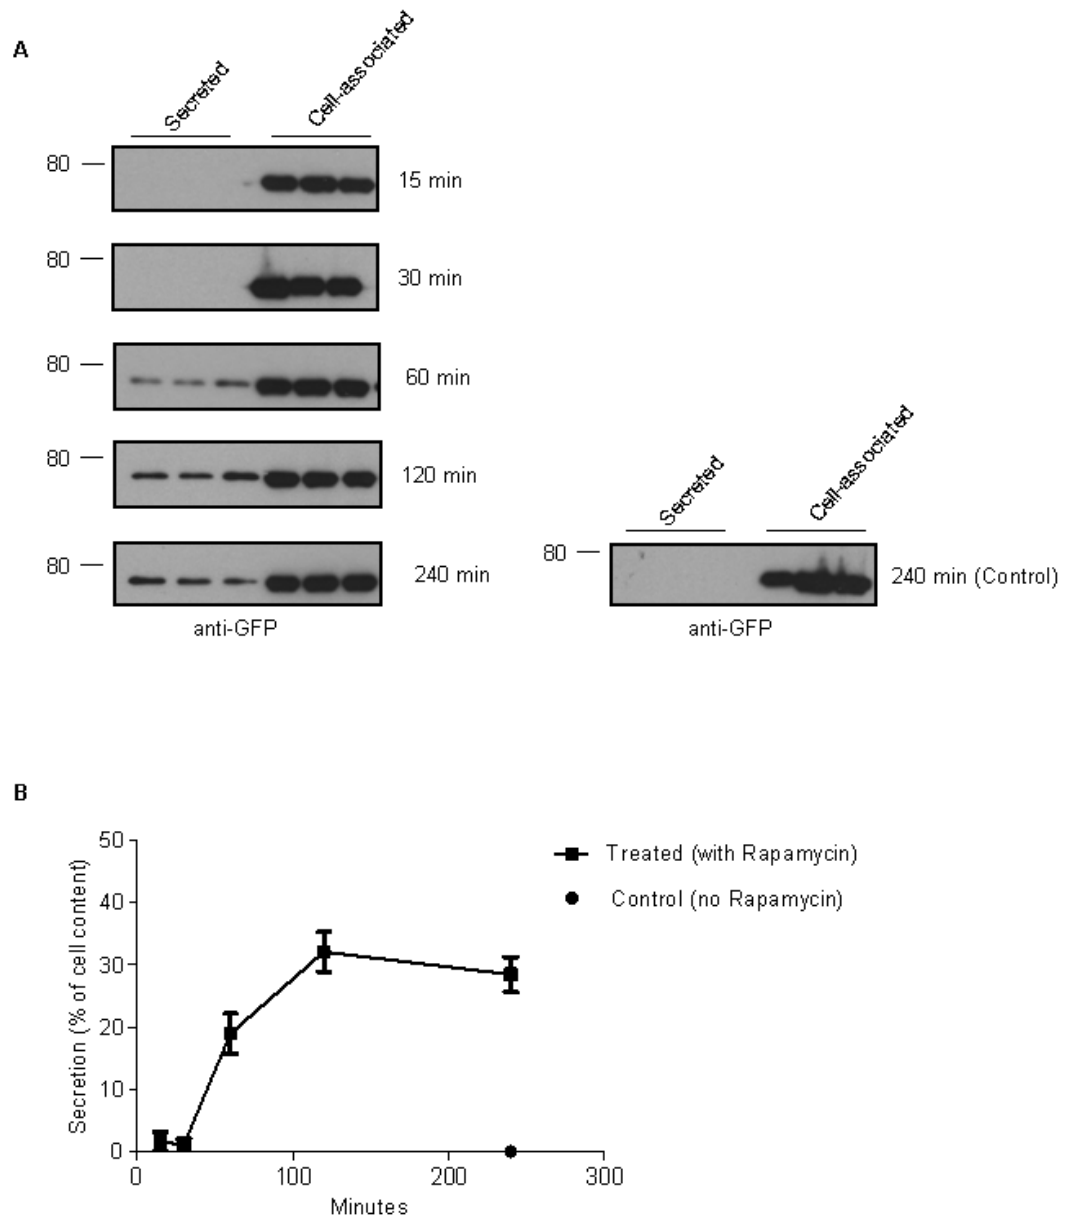 A
Secreted
Cell-associated
80
15 min
80
30 min
80
60 min
80
120 min
80
240 min
anti-GFP
Secreted
Cell-associated
80
240 min (Control)
anti-GFP
B
Secretion (% of cell content)
50
40
30
20
10
0
0 100 200 300
Minutes
Treated (with Rapamycin)
Control (no Rapamycin)